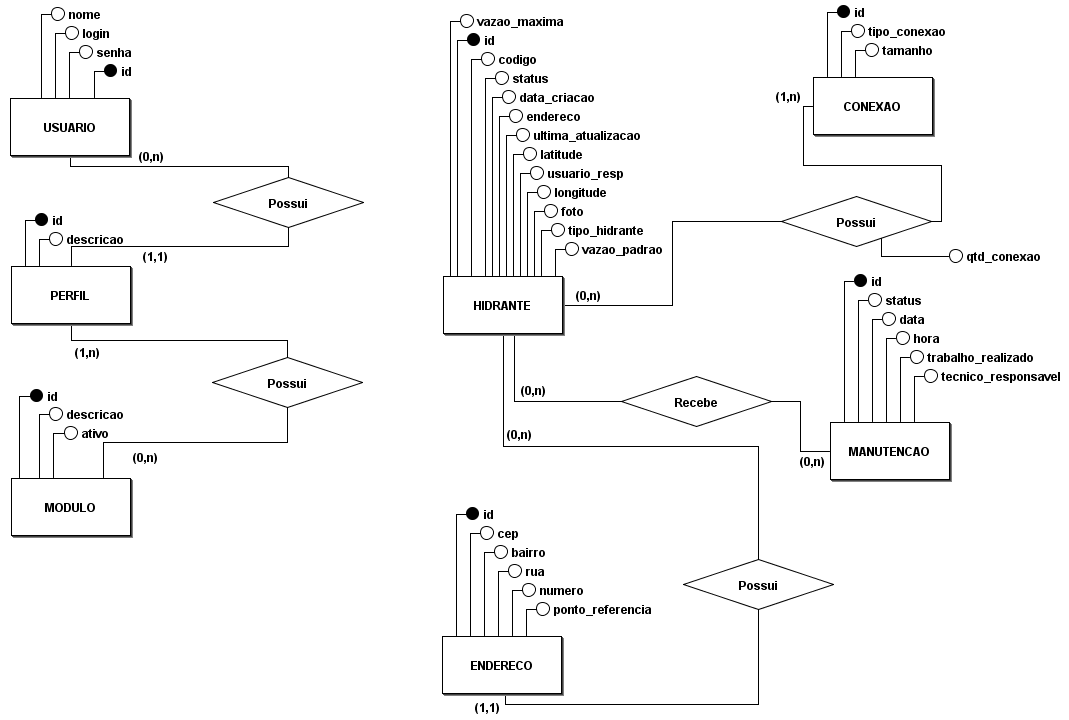 nome
login
senha
id
USUARIO
(0,n)
Possui
id
descricao
(1,1)
PERFIL
(1,n)
Possui
id
descricao
ativo
(0,n)
MODULO
vazao_maxima
id
codigo
status
data_criacao
endereco
ultima_atualizacao
latitude
usuario_resp
longitude
foto
tipo_hidrante
vazao_padrao
HIDRANTE
(0,n)
id
tipo_conexao
tamanho
(1,n)
CONEXAO
Possui
qtd_conexao
id
status
data
hora
trabalho_realizado
tecnico_responsavel
(0,n)
Recebe
(0,n)
MANUTENCAO
(0,n)
id
cep
bairro
rua
numero
ponto_referencia
Possui
ENDERECO
(1,1)